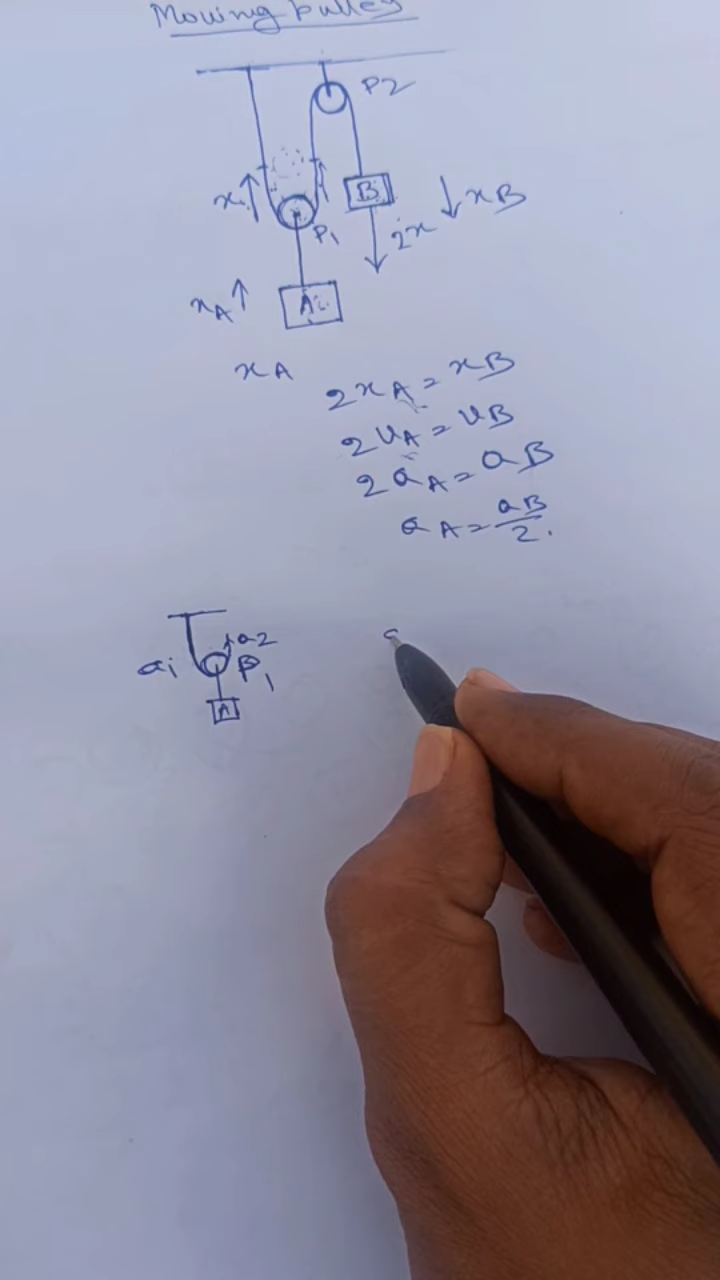 Moving pulley
P2
B
x
P1
2x
xB
xA
A
xA
2xA = xB
2vA = vB
2aA = aB
aA = aB/2.
a1
a2
P1
A
a